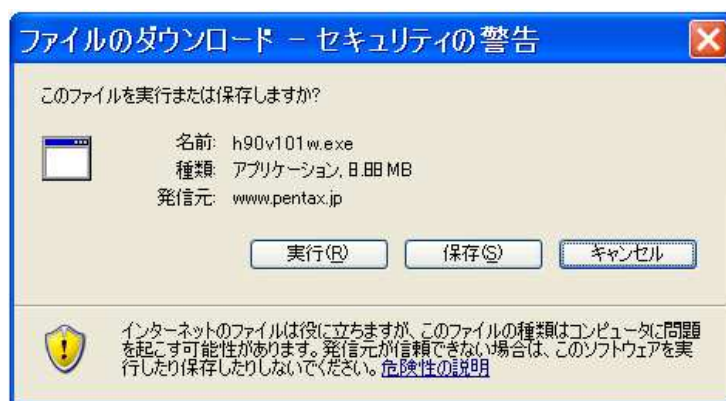 ファイルのダウンロード － セキュリティの警告
このファイルを実行または保存しますか?
名前: h90v101w.exe
種類: アプリケーション, 8.88 MB
発信元: www.pentax.jp
実行(R) 保存(S) キャンセル
インターネットのファイルは役に立ちますが、このファイルの種類はコンピュータに問題
を起こす可能性があります。発信元が信頼できない場合は、このソフトウェアを実
行したり保存したりしないでください。危険性の説明